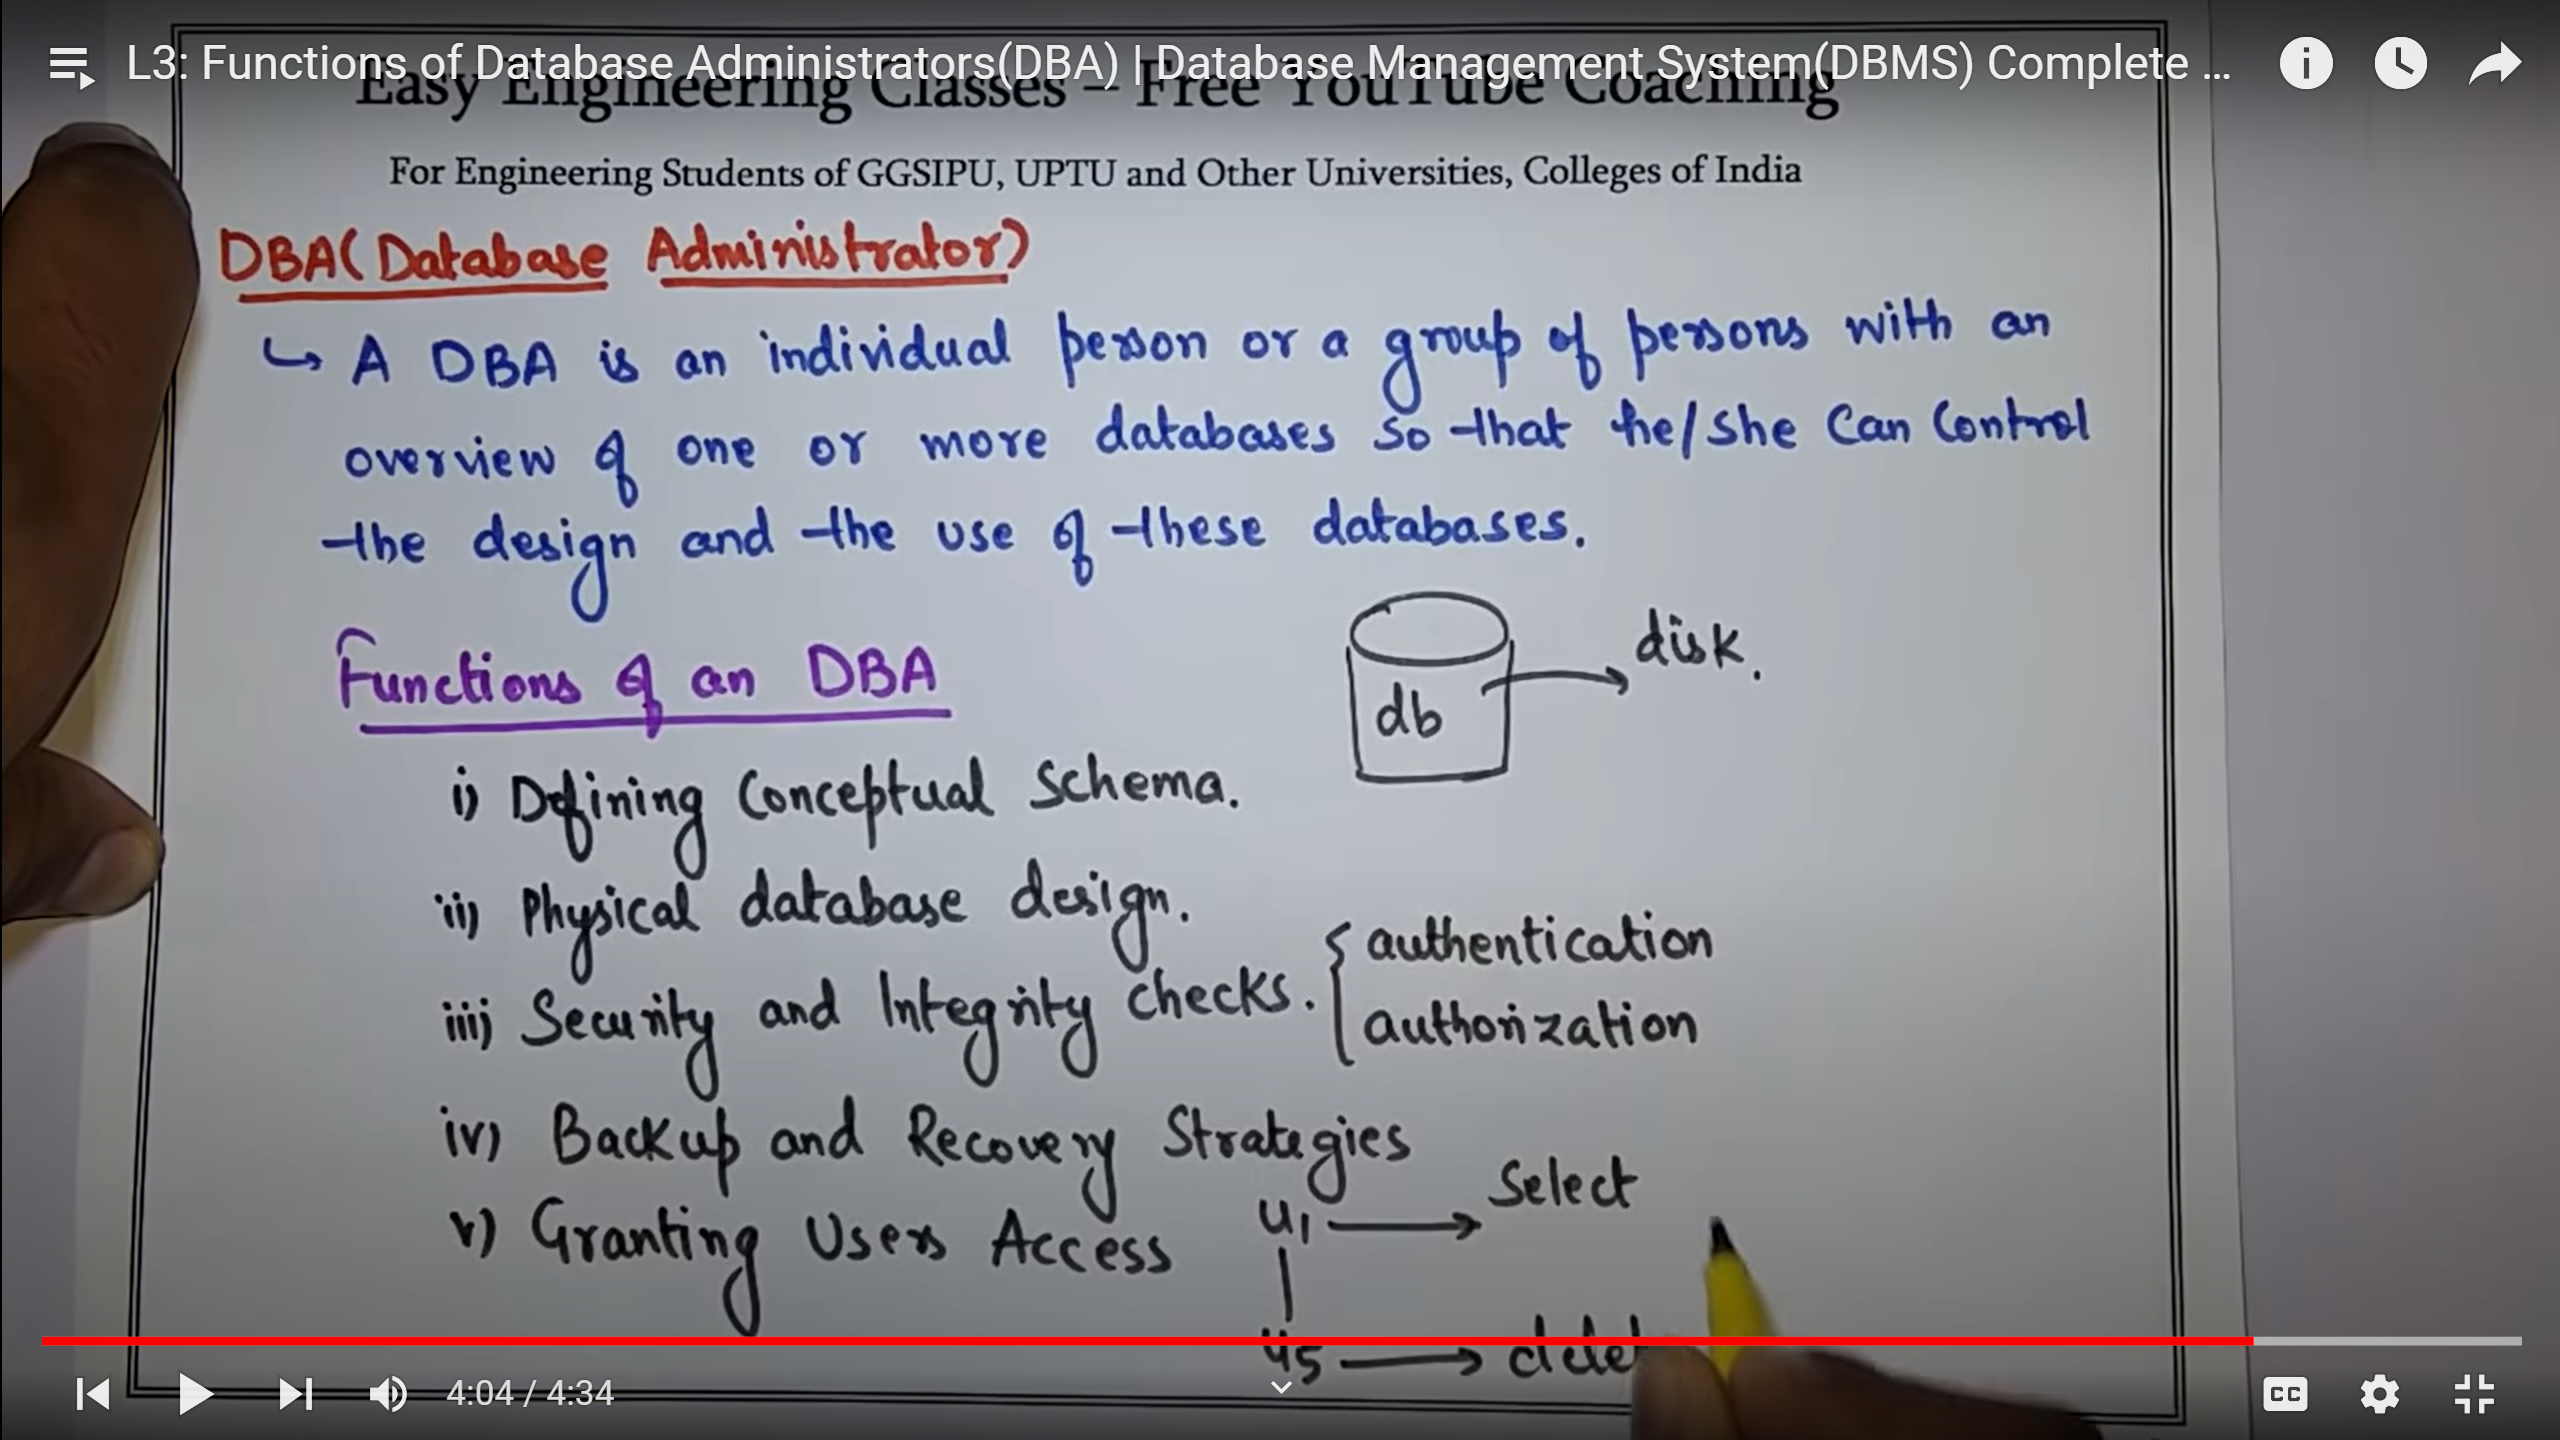 L3: Functions of Database Administrators(DBA) | Database Management System(DBMS) Complete ...
Easy Engineering Classes – Free YouTube Coaching
For Engineering Students of GGSIPU, UPTU and Other Universities, Colleges of India
DBA(Database Administrator)
↳ A DBA is an individual person or a group of persons with an
overview of one or more databases so that he/she can control
the design and the use of these databases.
Functions of an DBA
db → disk.
i) Defining Conceptual Schema.
ii) Physical database design.
iii) Security and Integrity checks. { authentication
authorization
iv) Backup and Recovery Strategies
v) Granting Users Access
u1 → Select
u5 →
4:04 / 4:34
CC